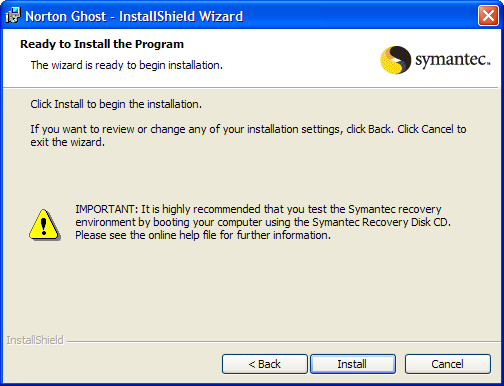 Norton Ghost - InstallShield Wizard
Ready to Install the Program
The wizard is ready to begin installation.
symantec.
Click Install to begin the installation.
If you want to review or change any of your installation settings, click Back. Click Cancel to
exit the wizard.
IMPORTANT: It is highly recommended that you test the Symantec recovery
environment by booting your computer using the Symantec Recovery Disk CD.
Please see the online help file for further information.
InstallShield
< Back
Install
Cancel